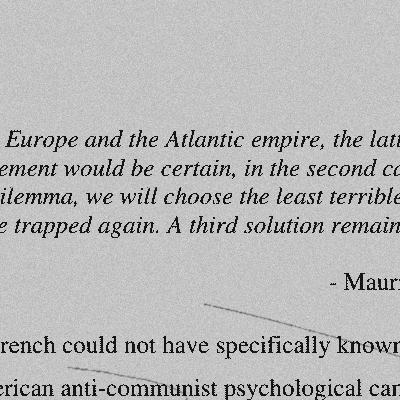 Europe and the Atlantic empire, the latt
ement would be certain, in the second ca
ilemma, we will choose the least terrible
e trapped again. A third solution remain
- Mauri
rench could not have specifically known
erican anti-communist psychological cam